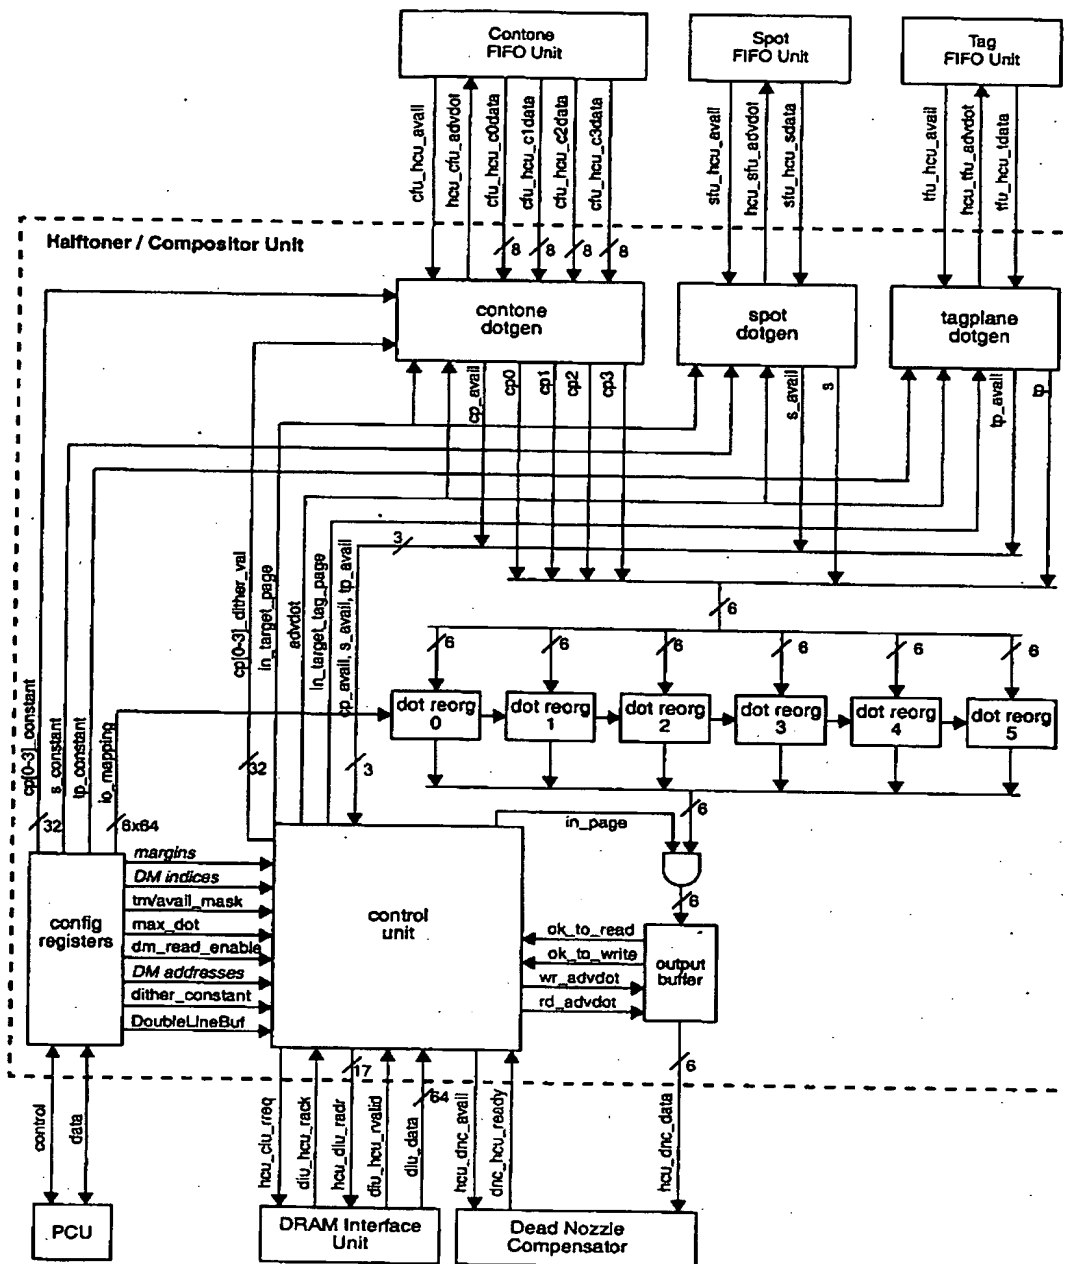 Contone
FIFO Unit
Spot
FIFO Unit
Tag
FIFO Unit
cfu_hcu_avail
hcu_cfu_advdot
cfu_hcu_c0data
cfu_hcu_c1data
cfu_hcu_c2data
cfu_hcu_c3data
sfu_hcu_avail
hcu_sfu_advdot
sfu_hcu_sdata
tfu_hcu_avail
hcu_tfu_advdot
tfu_hcu_tdata
Halftoner / Compositor Unit
8
8
8
8
contone
dotgen
spot
dotgen
tagplane
dotgen
cp_avail
cp0
cp1
cp2
cp3
s_avail
s
tp_avail
tp
3
cp[0-3]_dither_val
in_target_page
advdot
in_target_tag_page
cp_avail, s_avail, tp_avail
6
6
6
6
6
6
6
dot reorg
0
dot reorg
1
dot reorg
2
dot reorg
3
dot reorg
4
dot reorg
5
cp[0-3]_constant
s_constant
tp_constant
io_mapping
32
6x64
32
3
6
in_page
6
config
registers
margins
DM indices
tm/avail_mask
max_dot
dm_read_enable
DM addresses
dither_constant
DoubleLineBuf
control
unit
ok_to_read
ok_to_write
wr_advdot
rd_advdot
output
buffer
17
64
6
control
data
hcu_diu_rreq
diu_hcu_rack
hcu_diu_radr
diu_hcu_rvalid
diu_data
hcu_dnc_avail
dnc_hcu_ready
hcu_dnc_data
PCU
DRAM Interface
Unit
Dead Nozzle
Compensator